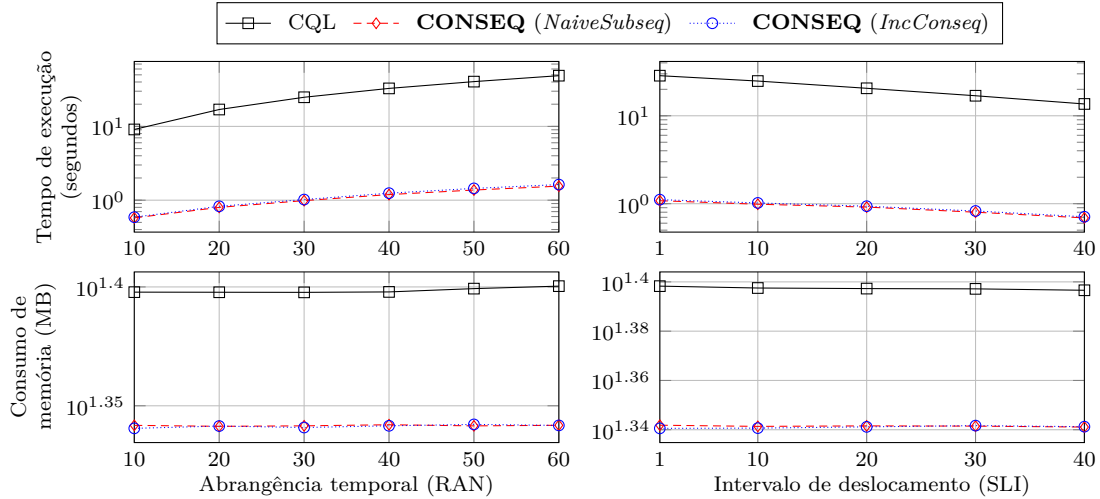 CQL CONSEQ (NaiveSubseq) CONSEQ (IncConseq)
Tempo de execução
(segundos)
10^1
10^0
10 20 30 40 50 60
10^1
10^0
1 10 20 30 40
Consumo de
memória (MB)
10^1.4
10^1.35
10 20 30 40 50 60
Abrangência temporal (RAN)
10^1.4
10^1.38
10^1.36
10^1.34
1 10 20 30 40
Intervalo de deslocamento (SLI)